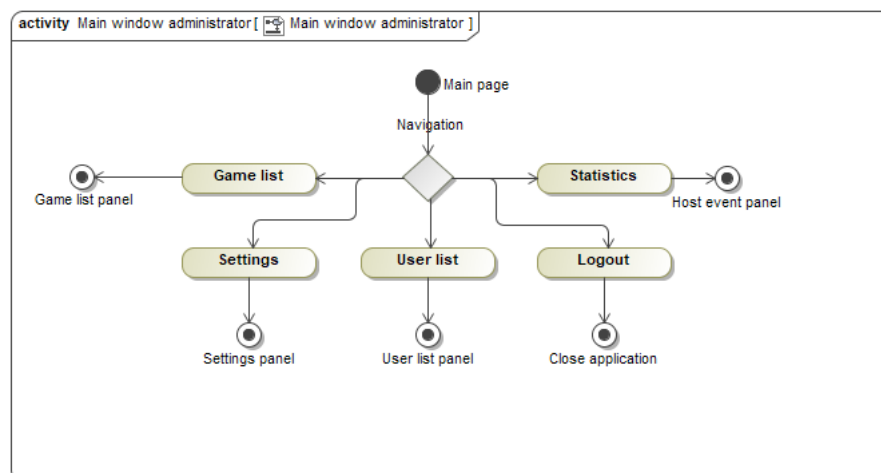 activity Main window administrator [ Main window administrator ]
Main page
Navigation
Game list
Statistics
Game list panel
Host event panel
Settings
User list
Logout
Settings panel
User list panel
Close application